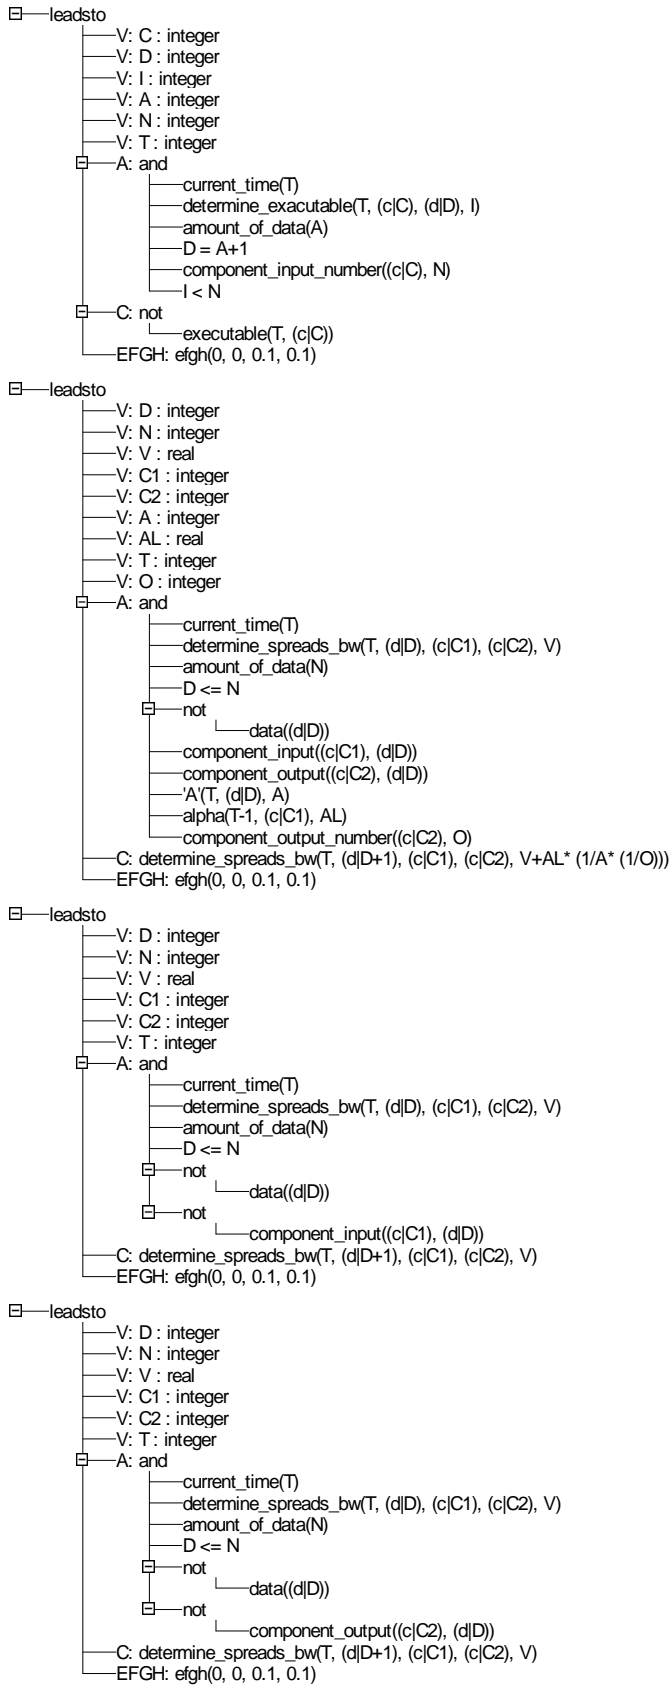 leadsto
V: C : integer
V: D : integer
V: I : integer
V: A : integer
V: N : integer
V: T : integer
A: and
current_time(T)
determine_exacutable(T, (c|C), (d|D), I)
amount_of_data(A)
D = A+1
component_input_number((c|C), N)
I < N
C: not
executable(T, (c|C))
EFGH: efgh(0, 0, 0.1, 0.1)
leadsto
V: D : integer
V: N : integer
V: V : real
V: C1 : integer
V: C2 : integer
V: A : integer
V: AL : real
V: T : integer
V: O : integer
A: and
current_time(T)
determine_spreads_bw(T, (d|D), (c|C1), (c|C2), V)
amount_of_data(N)
D <= N
not
data((d|D))
component_input((c|C1), (d|D))
component_output((c|C2), (d|D))
'A'(T, (d|D), A)
alpha(T-1, (c|C1), AL)
component_output_number((c|C2), O)
C: determine_spreads_bw(T, (d|D+1), (c|C1), (c|C2), V+AL* (1/A* (1/O)))
EFGH: efgh(0, 0, 0.1, 0.1)
leadsto
V: D : integer
V: N : integer
V: V : real
V: C1 : integer
V: C2 : integer
V: T : integer
A: and
current_time(T)
determine_spreads_bw(T, (d|D), (c|C1), (c|C2), V)
amount_of_data(N)
D <= N
not
data((d|D))
not
component_input((c|C1), (d|D))
C: determine_spreads_bw(T, (d|D+1), (c|C1), (c|C2), V)
EFGH: efgh(0, 0, 0.1, 0.1)
leadsto
V: D : integer
V: N : integer
V: V : real
V: C1 : integer
V: C2 : integer
V: T : integer
A: and
current_time(T)
determine_spreads_bw(T, (d|D), (c|C1), (c|C2), V)
amount_of_data(N)
D <= N
not
data((d|D))
not
component_output((c|C2), (d|D))
C: determine_spreads_bw(T, (d|D+1), (c|C1), (c|C2), V)
EFGH: efgh(0, 0, 0.1, 0.1)